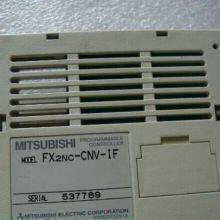 MITSUBISHI PROGRAMMABLE CONTROLLER
MODEL FX2NC-CNV-IF
SERIAL 537789
MITSUBISHI ELECTRIC CORPORATION